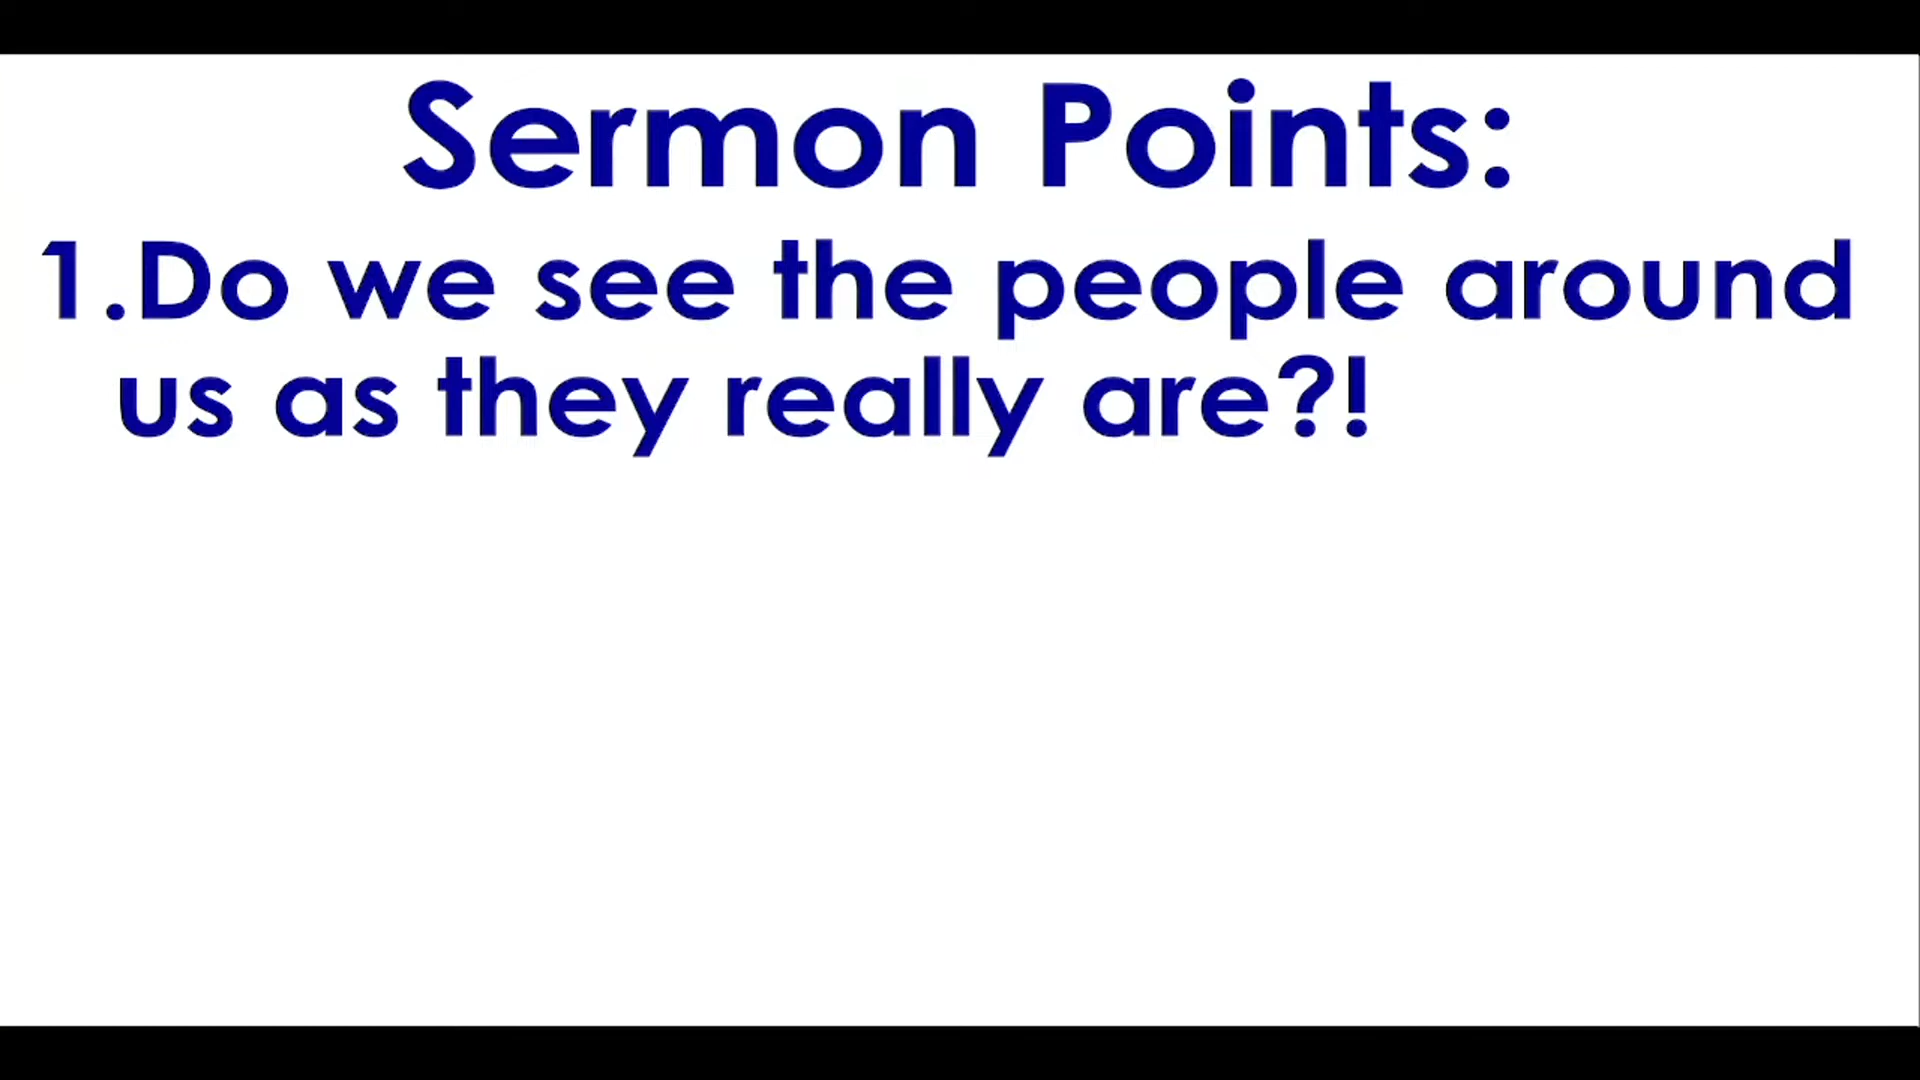 Sermon Points:
1.Do we see the people around
us as they really are?!